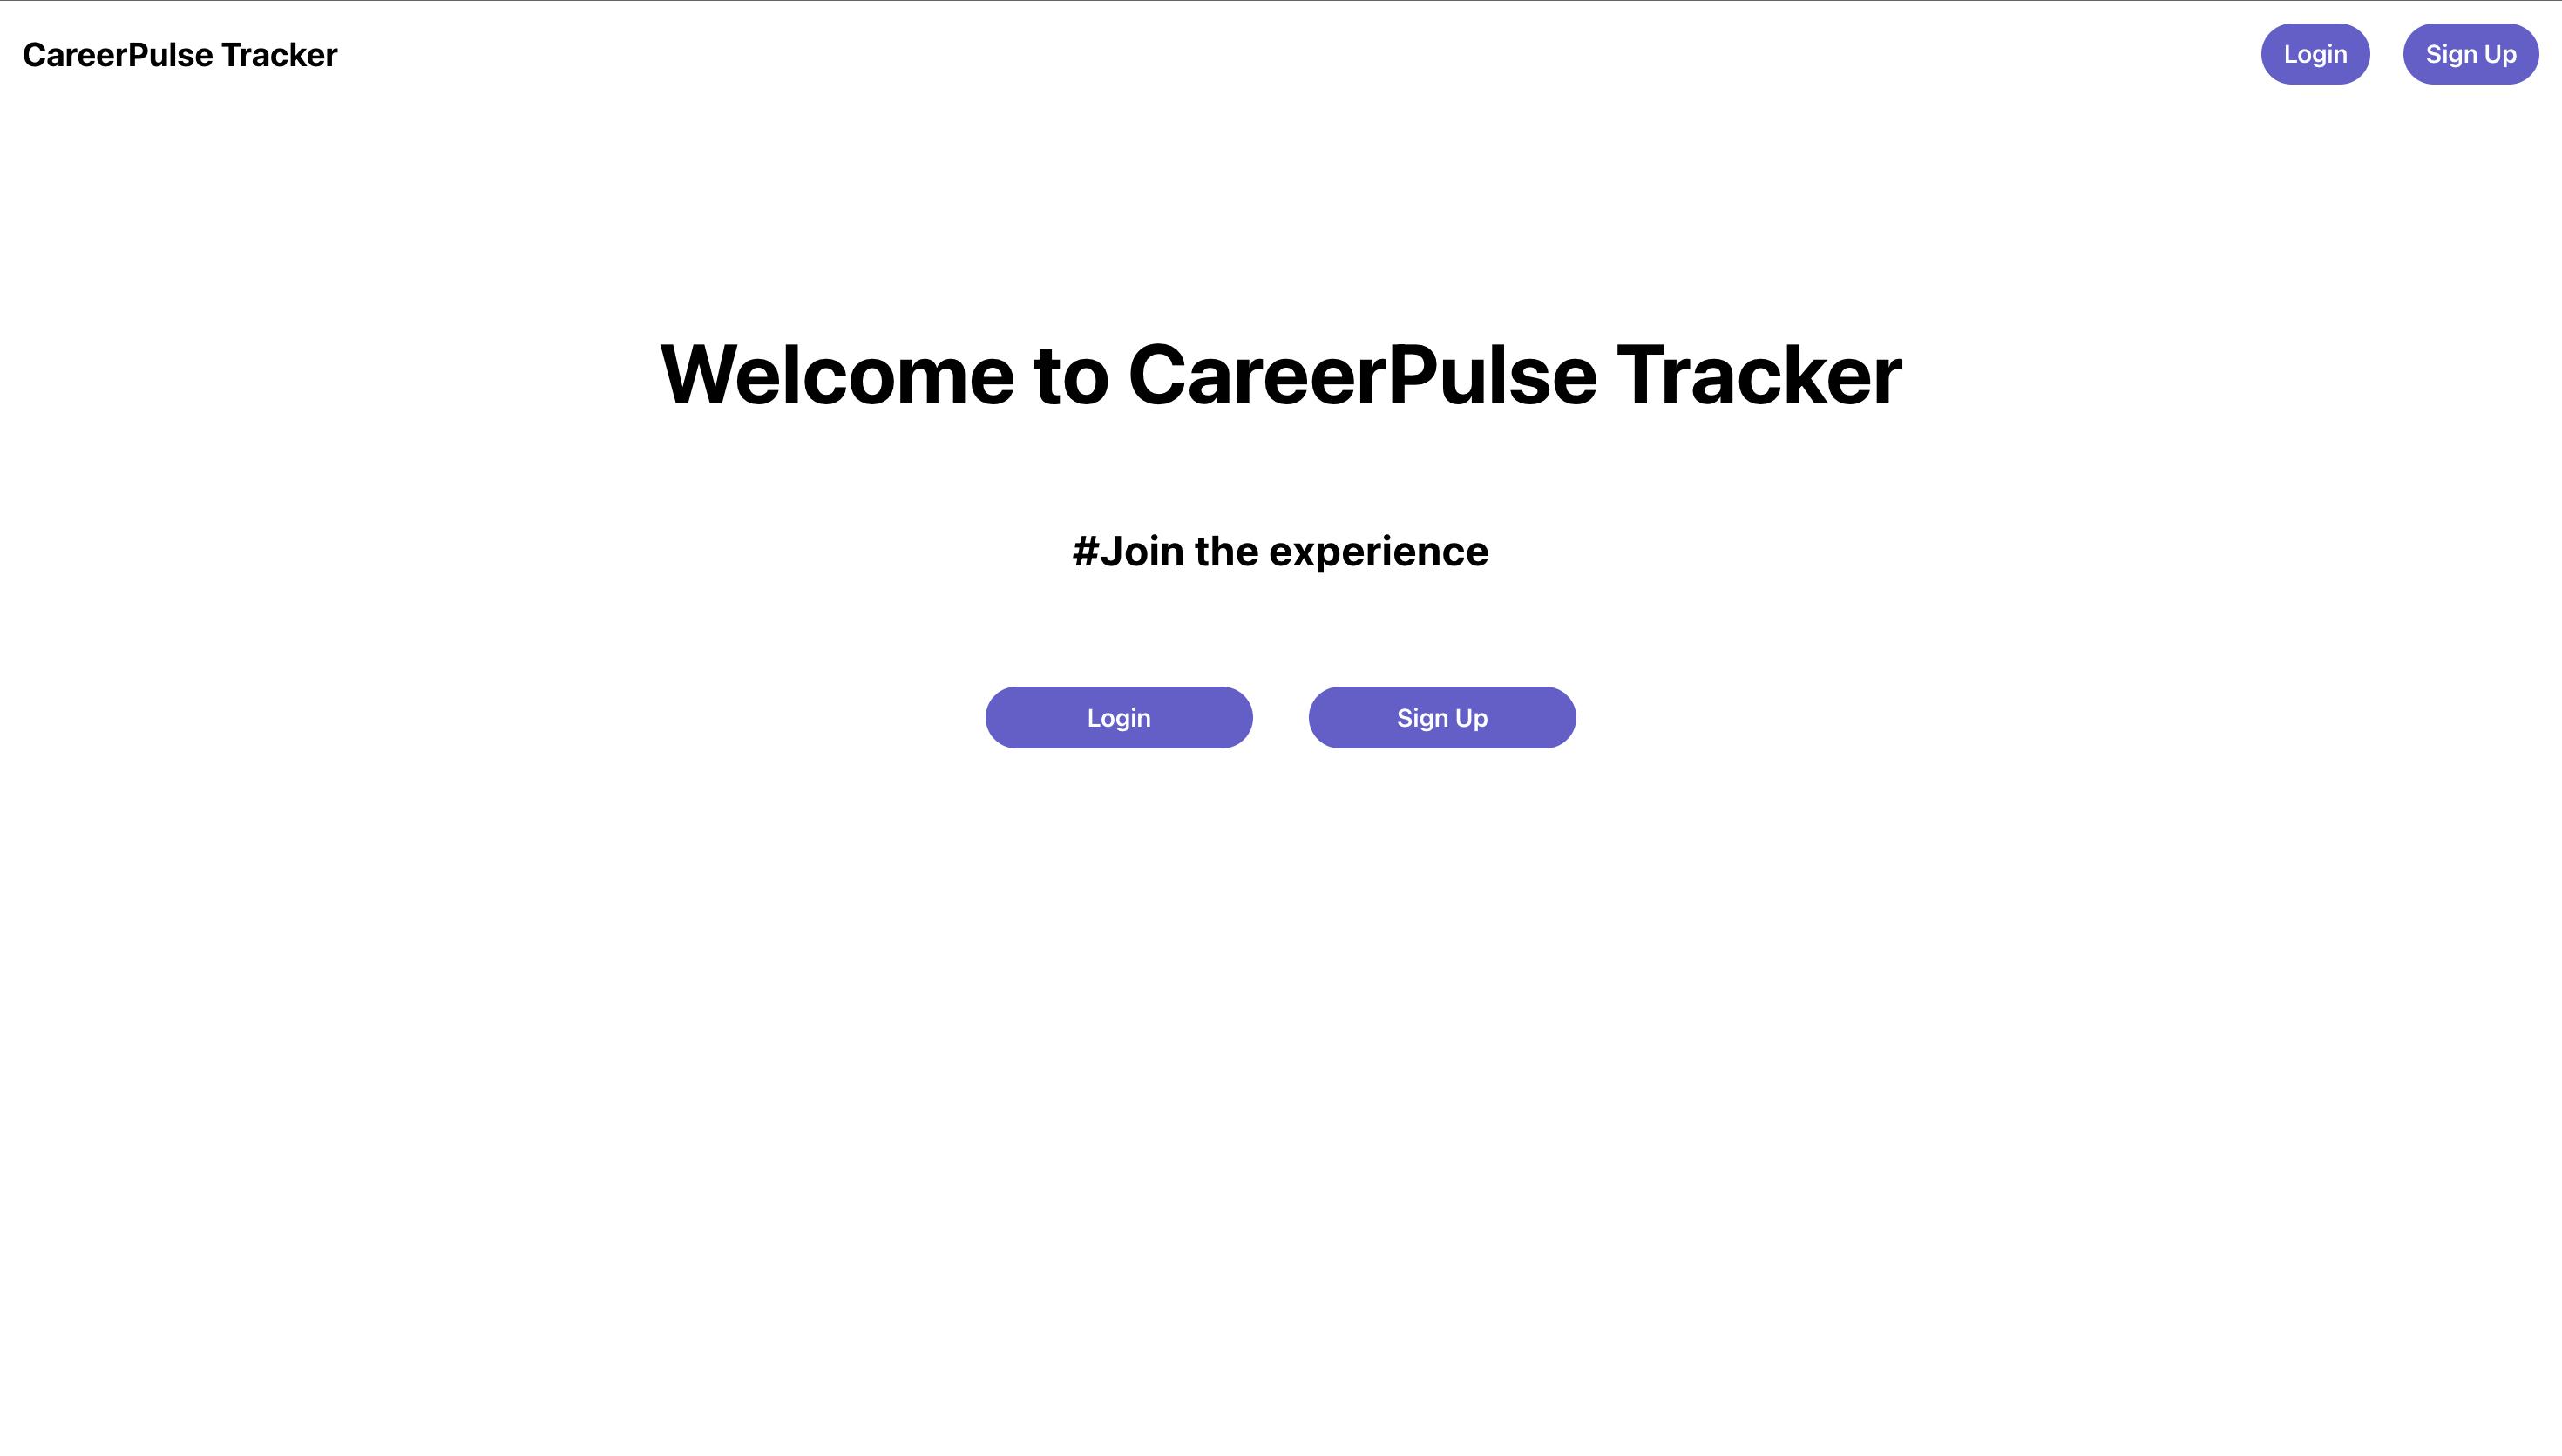 CareerPulse Tracker
Login
Sign Up
Welcome to CareerPulse Tracker
#Join the experience
Login
Sign Up